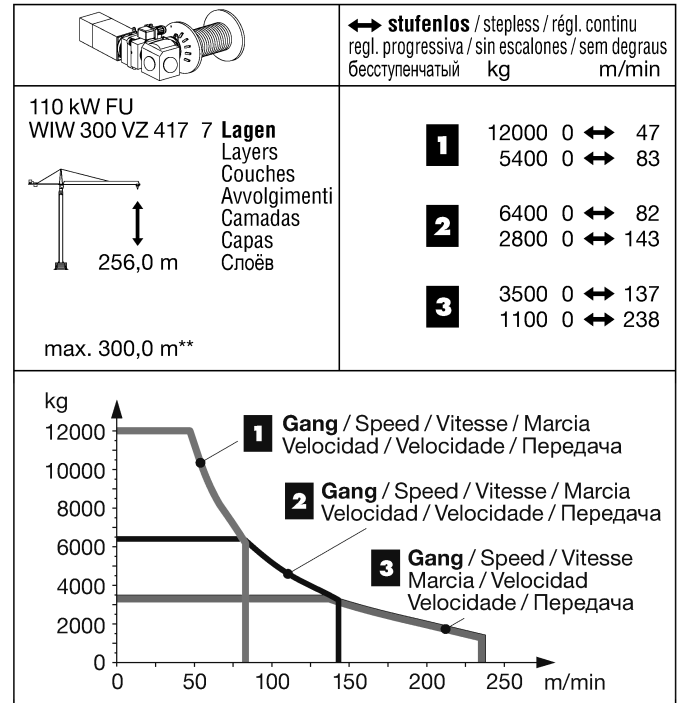 stufenlos / stepless / régl. continu
regl. progressiva / sin escalones / sem degraus
бесступенчатый kg m/min
110 kW FU
WIW 300 VZ 417 7 Lagen
Layers
Couches
Avvolgimenti
Camadas
Capas
Слоёв
256,0 m
max. 300,0 m**
1 12000 0 ↔ 47
5400 0 ↔ 83
2 6400 0 ↔ 82
2800 0 ↔ 143
3 3500 0 ↔ 137
1100 0 ↔ 238
kg
12000
10000
8000
6000
4000
2000
0
1 Gang / Speed / Vitesse / Marcia
Velocidad / Velocidade / Передача
2 Gang / Speed / Vitesse / Marcia
Velocidad / Velocidade / Передача
3 Gang / Speed / Vitesse
Marcia / Velocidad
Velocidade / Передача
0 50 100 150 200 250 m/min